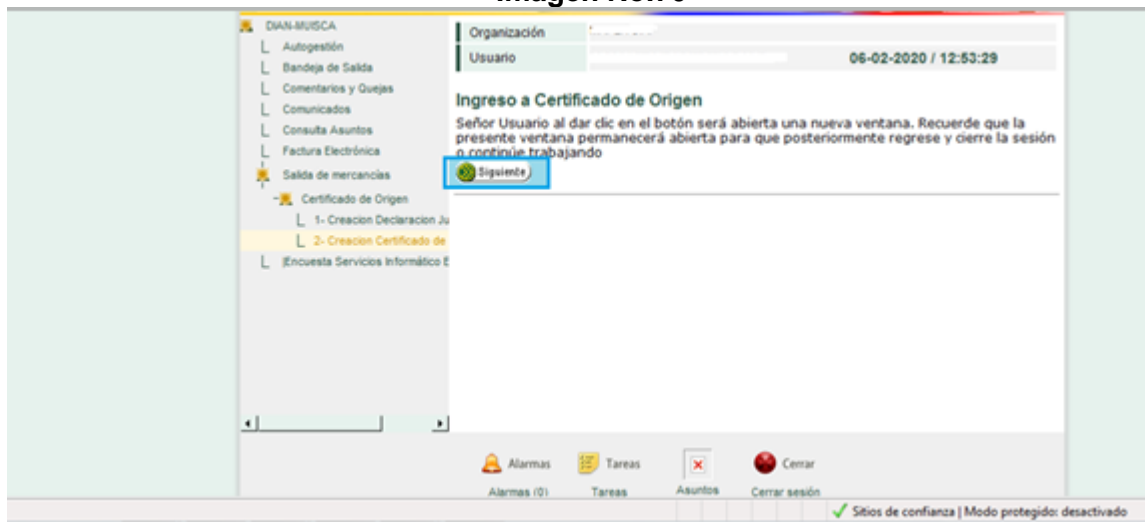 DIAN-MUISCA
Autogestión
Bandeja de Salida
Comentarios y Quejas
Comunicados
Consulta Asuntos
Factura Electrónica
Salida de mercancías
Certificado de Origen
1- Creacion Declaracion Ju
2- Creacion Certificado de
|Encuesta Servicios Informático E
Organización
Usuario
06-02-2020 / 12:53:29
Ingreso a Certificado de Origen
Señor Usuario al dar clic en el botón será abierta una nueva ventana. Recuerde que la
presente ventana permanecerá abierta para que posteriormente regrese y cierre la sesión
o continúe trabajando
Siguiente
Alarmas
Tareas
Cerrar
Alarmas (0)
Tareas
Asuntos
Cerrar sesión
Sitios de confianza | Modo protegido: desactivado